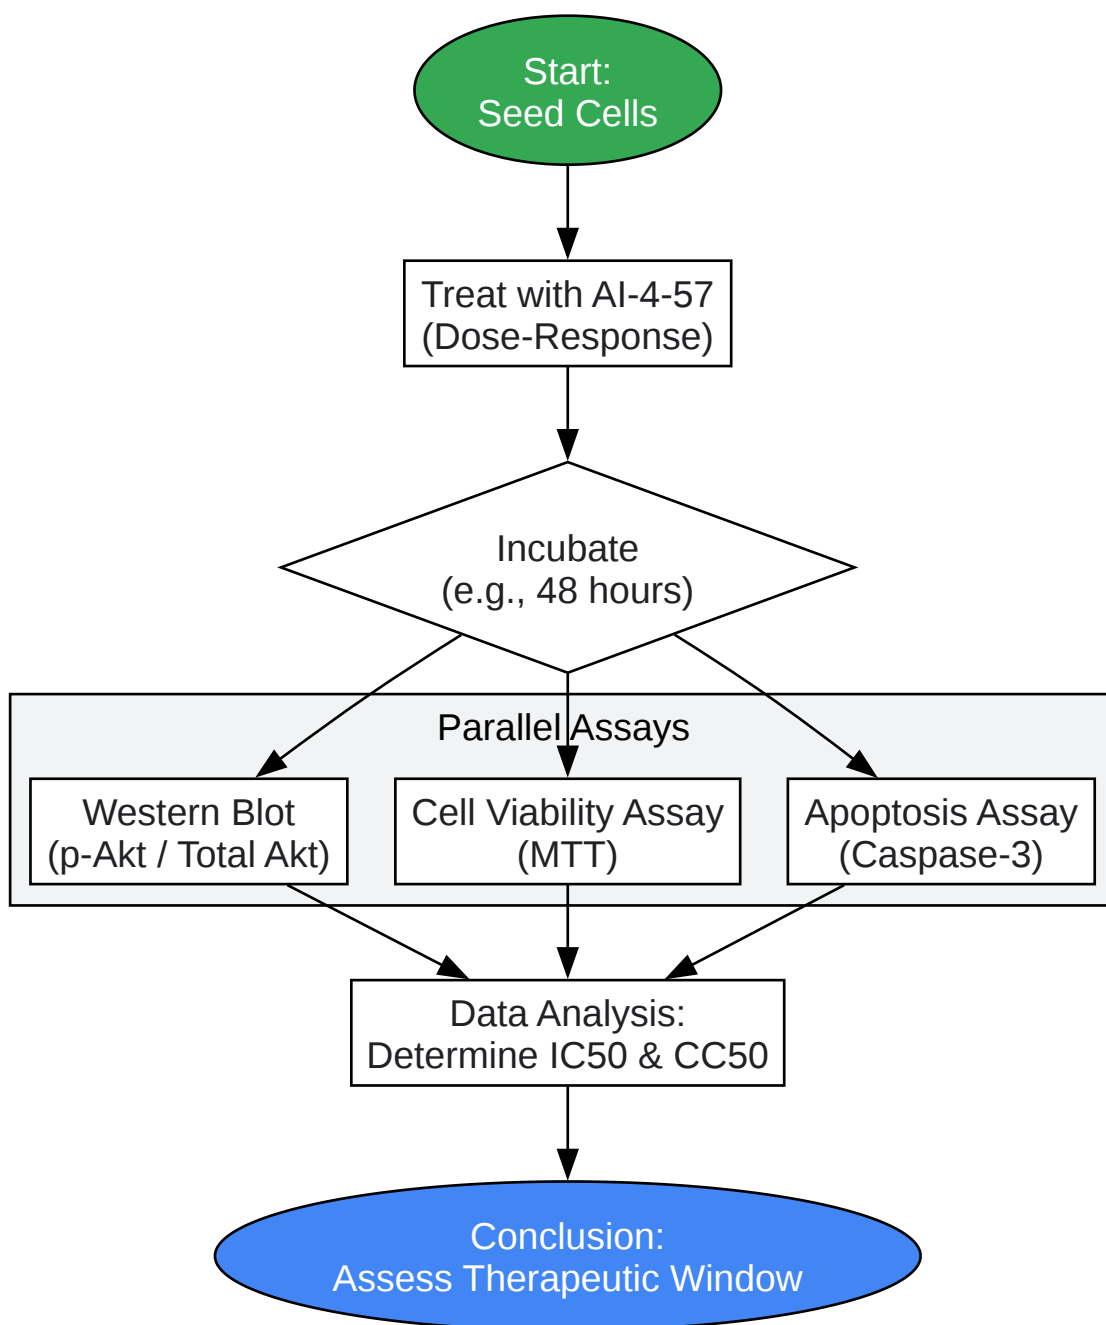 Start:
Seed Cells
Treat with AI-4-57
(Dose-Response)
Incubate
(e.g., 48 hours)
Parallel Assays
Western Blot
(p-Akt / Total Akt)
Cell Viability Assay
(MTT)
Apoptosis Assay
(Caspase-3)
Data Analysis:
Determine IC50 & CC50
Conclusion:
Assess Therapeutic Window